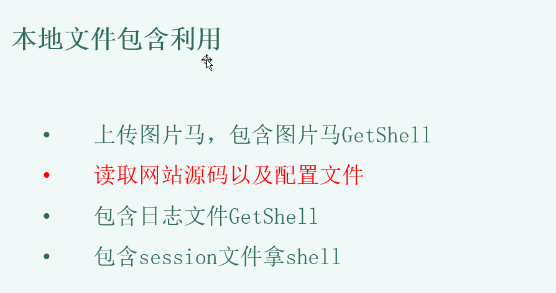 本地文件包含利用
• 上传图片马，包含图片马GetShell
• 读取网站源码以及配置文件
• 包含日志文件GetShell
• 包含session文件拿shell